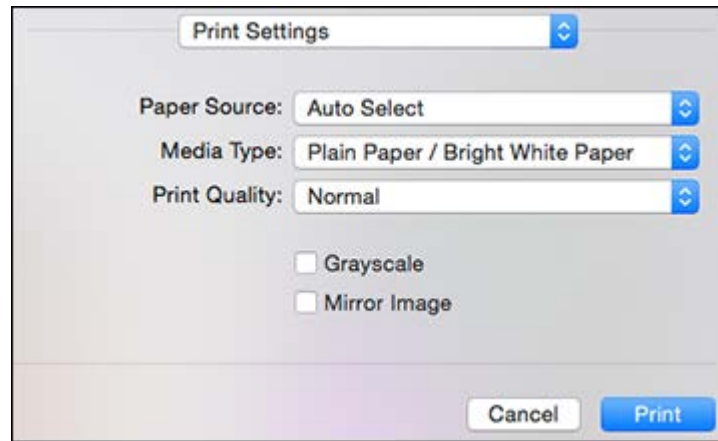 Print Settings
Paper Source: Auto Select
Media Type: Plain Paper / Bright White Paper
Print Quality: Normal
Grayscale
Mirror Image
Cancel Print